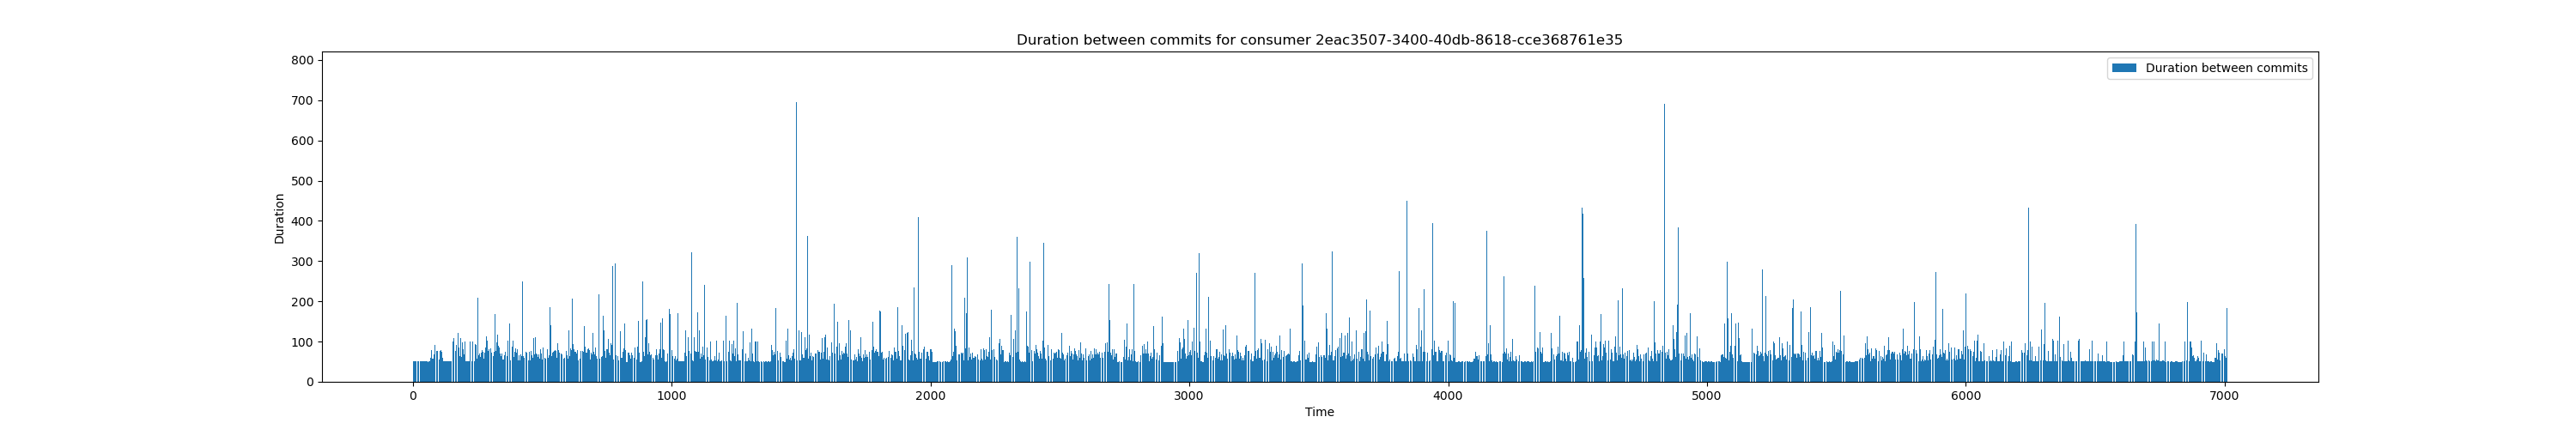 Duration between commits for consumer 2eac3507-3400-40db-8618-cce368761e35
Duration between commits
800
700
600
500
400
300
200
100
0
Duration
0 1000 2000 3000 4000 5000 6000 7000
Time